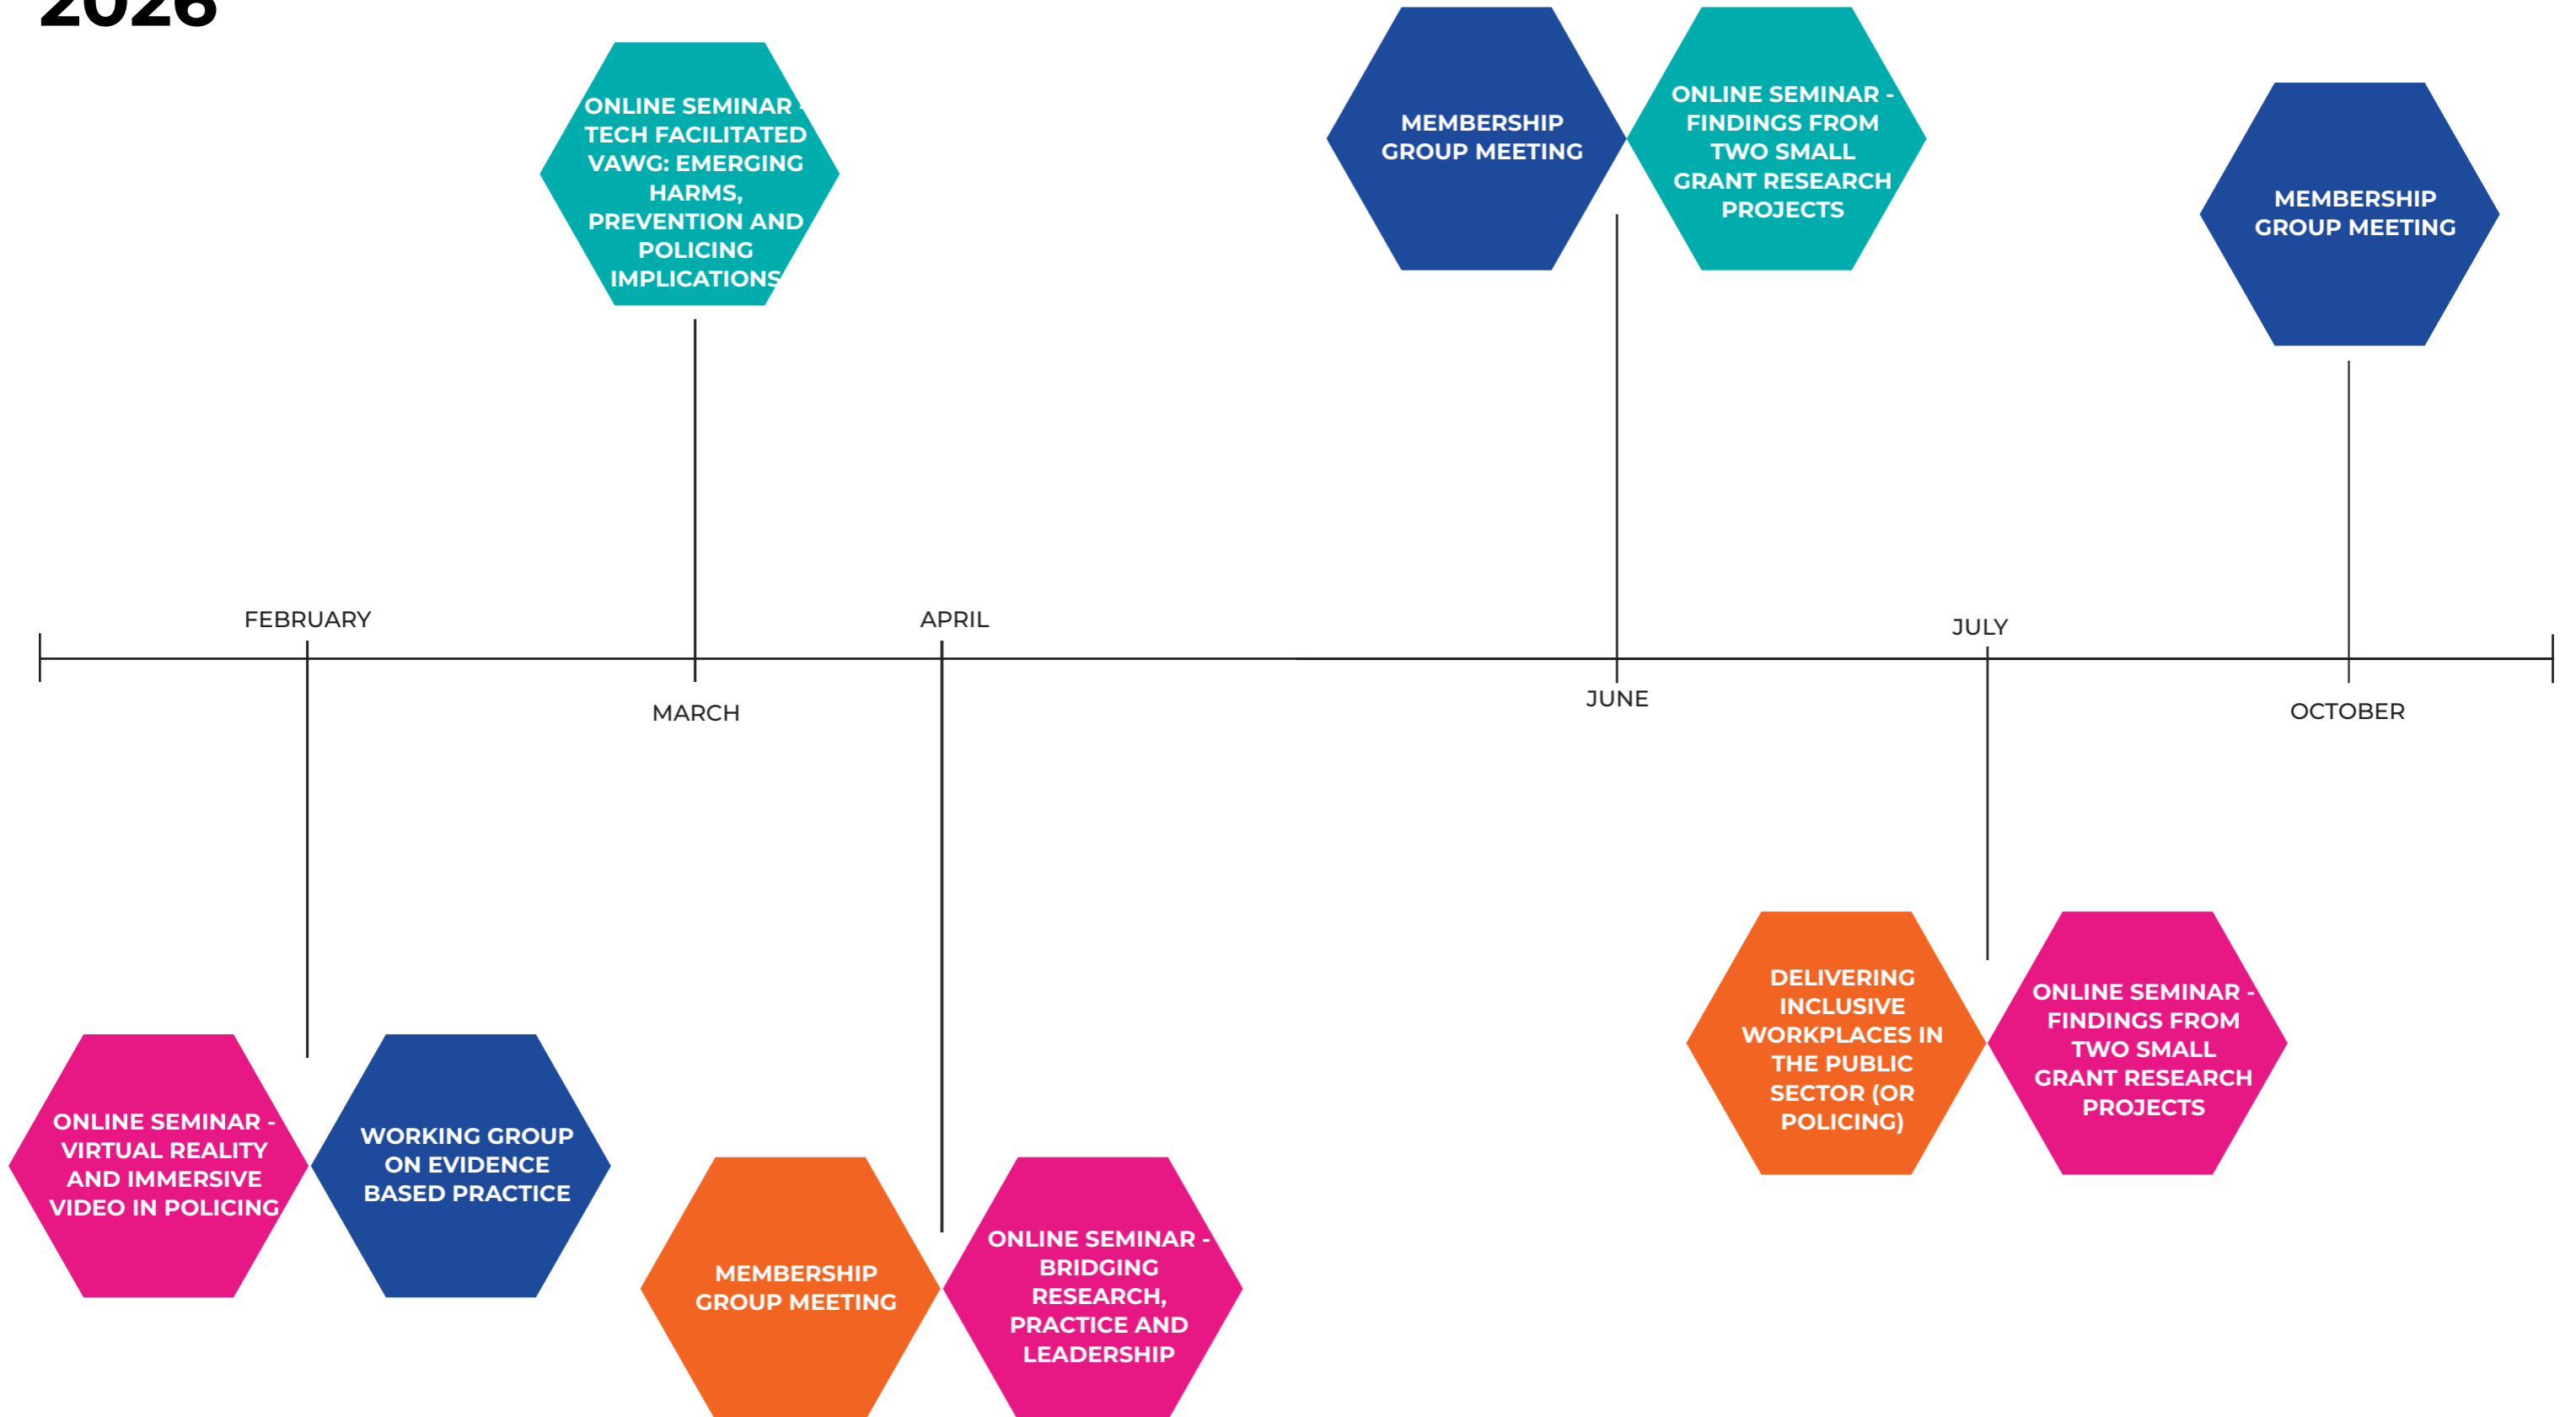 2026
ONLINE SEMINAR -
TECH FACILITATED
VAWG: EMERGING
HARMS,
PREVENTION AND
POLICING
IMPLICATIONS
MEMBERSHIP
GROUP MEETING
ONLINE SEMINAR -
FINDINGS FROM
TWO SMALL
GRANT RESEARCH
PROJECTS
MEMBERSHIP
GROUP MEETING
FEBRUARY
MARCH
APRIL
JUNE
JULY
OCTOBER
ONLINE SEMINAR -
VIRTUAL REALITY
AND IMMERSIVE
VIDEO IN POLICING
WORKING GROUP
ON EVIDENCE
BASED PRACTICE
MEMBERSHIP
GROUP MEETING
ONLINE SEMINAR -
BRIDGING
RESEARCH,
PRACTICE AND
LEADERSHIP
DELIVERING
INCLUSIVE
WORKPLACES IN
THE PUBLIC
SECTOR (OR
POLICING)
ONLINE SEMINAR -
FINDINGS FROM
TWO SMALL
GRANT RESEARCH
PROJECTS